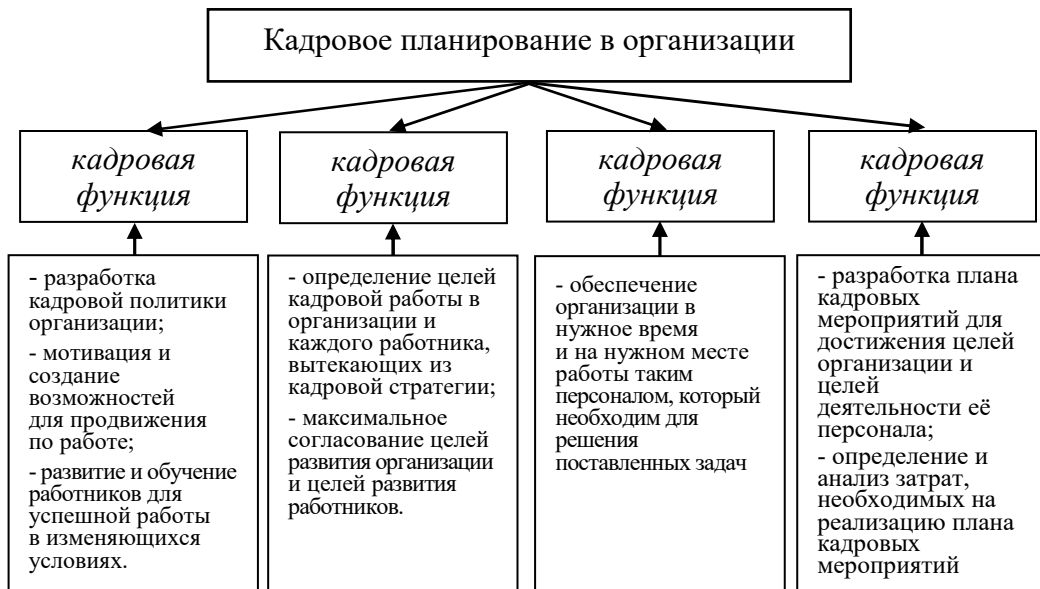 Кадровое планирование в организации
кадровая
функция
кадровая
функция
кадровая
функция
кадровая
функция
- разработка
кадровой политики
организации;
- мотивация и
создание
возможностей
для продвижения
по работе;
- развитие и обучение
работников для
успешной работы
в изменяющихся
условиях.
- определение целей
кадровой работы в
организации и
каждого работника,
вытекающих из
кадровой стратегии;
- максимальное
согласование целей
развития организации
и целей развития
работников.
- обеспечение
организации в
нужное время
и на нужном месте
работы таким
персоналом, который
необходим для
решения
поставленных задач
- разработка плана
кадровых
мероприятий для
достижения целей
организации и
целей
деятельности её
персонала;
- определение и
анализ затрат,
необходимых на
реализацию плана
кадровых
мероприятий